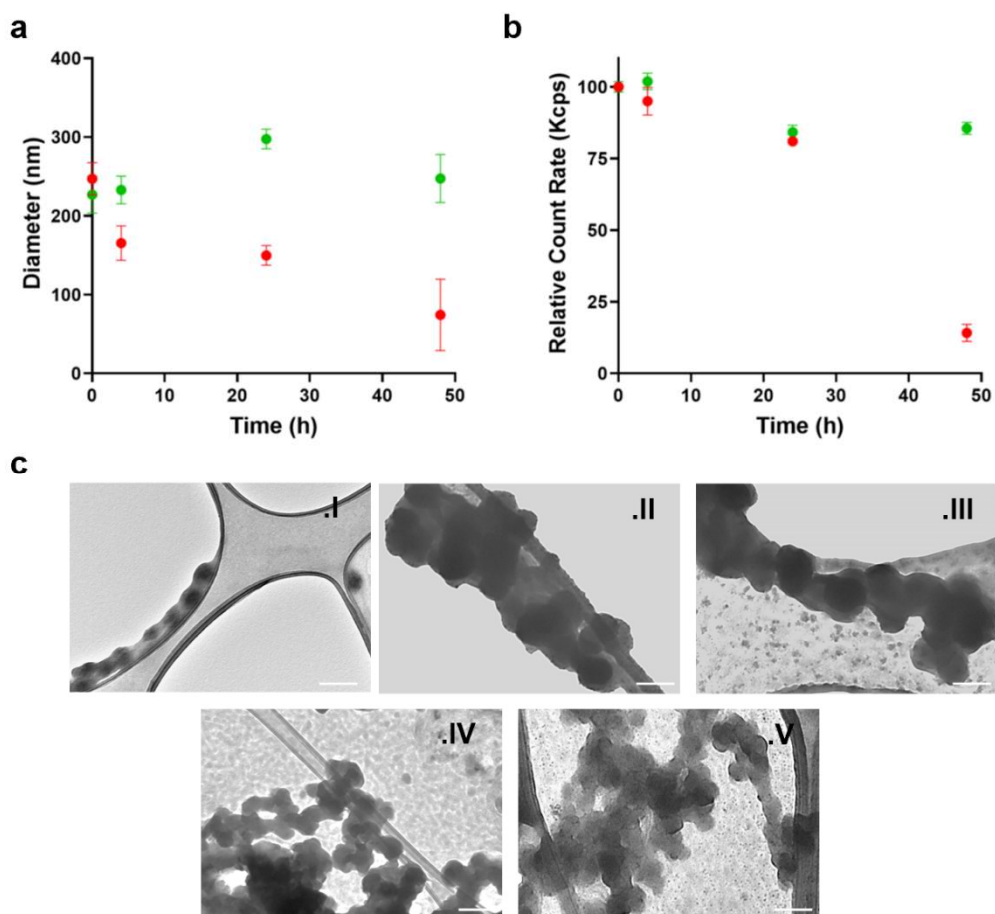 a
400
300
200
100
0
Diameter (nm)
0 10 20 30 40 50
Time (h)
b
100
75
50
25
0
Relative Count Rate (Kcps)
0 10 20 30 40 50
Time (h)
c
.I
.II
.III
.IV
.V